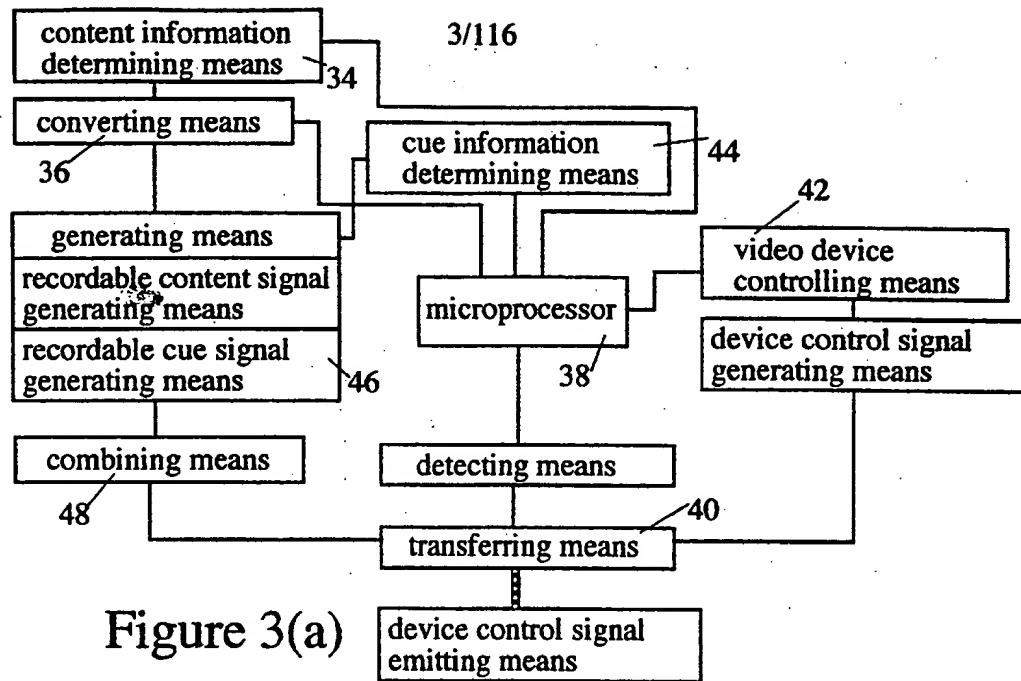 content information
determining means
34
3/116
converting means
36
cue information
determining means
44
42
generating means
video device
controlling means
recordable content signal
generating means
microprocessor
38
recordable cue signal
generating means
46
device control signal
generating means
combining means
48
detecting means
40
transferring means
Figure 3(a)
device control signal
emitting means